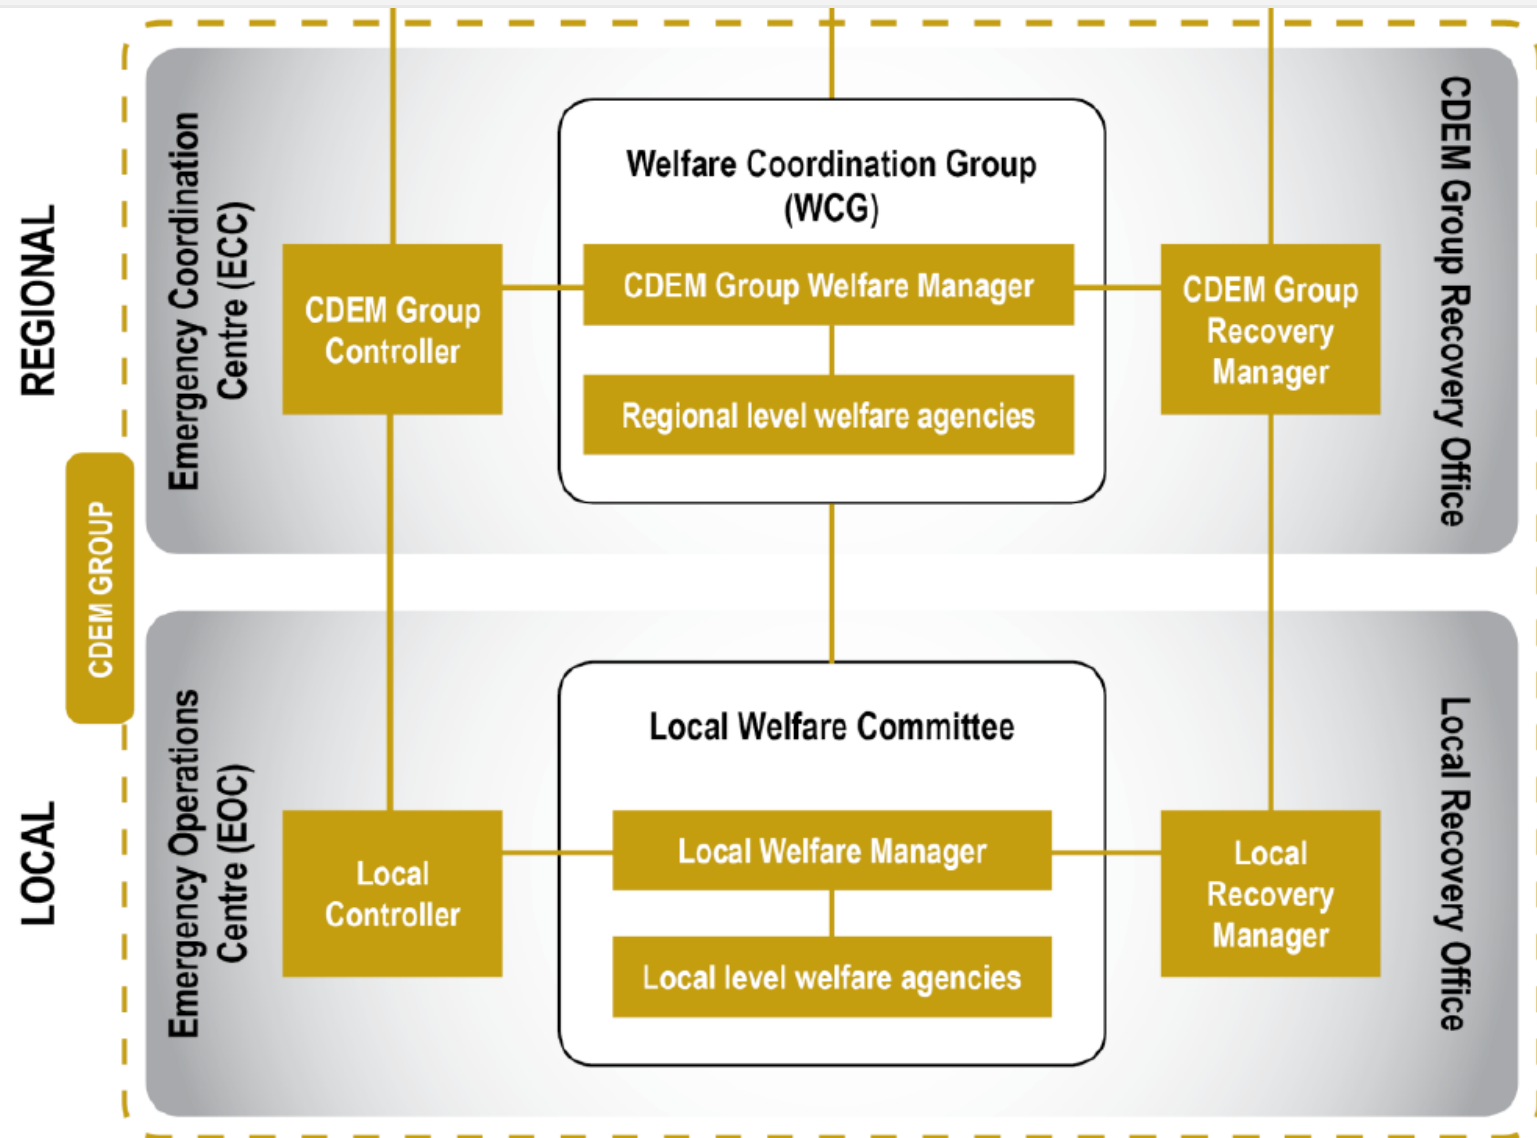 REGIONAL
CDEM GROUP
LOCAL
Emergency Coordination
Centre (ECC)
CDEM Group
Controller
Welfare Coordination Group
(WCG)
CDEM Group Welfare Manager
Regional level welfare agencies
CDEM Group
Recovery
Manager
CDEM Group Recovery Office
Emergency Operations
Centre (EOC)
Local
Controller
Local Welfare Committee
Local Welfare Manager
Local level welfare agencies
Local
Recovery
Manager
Local Recovery Office